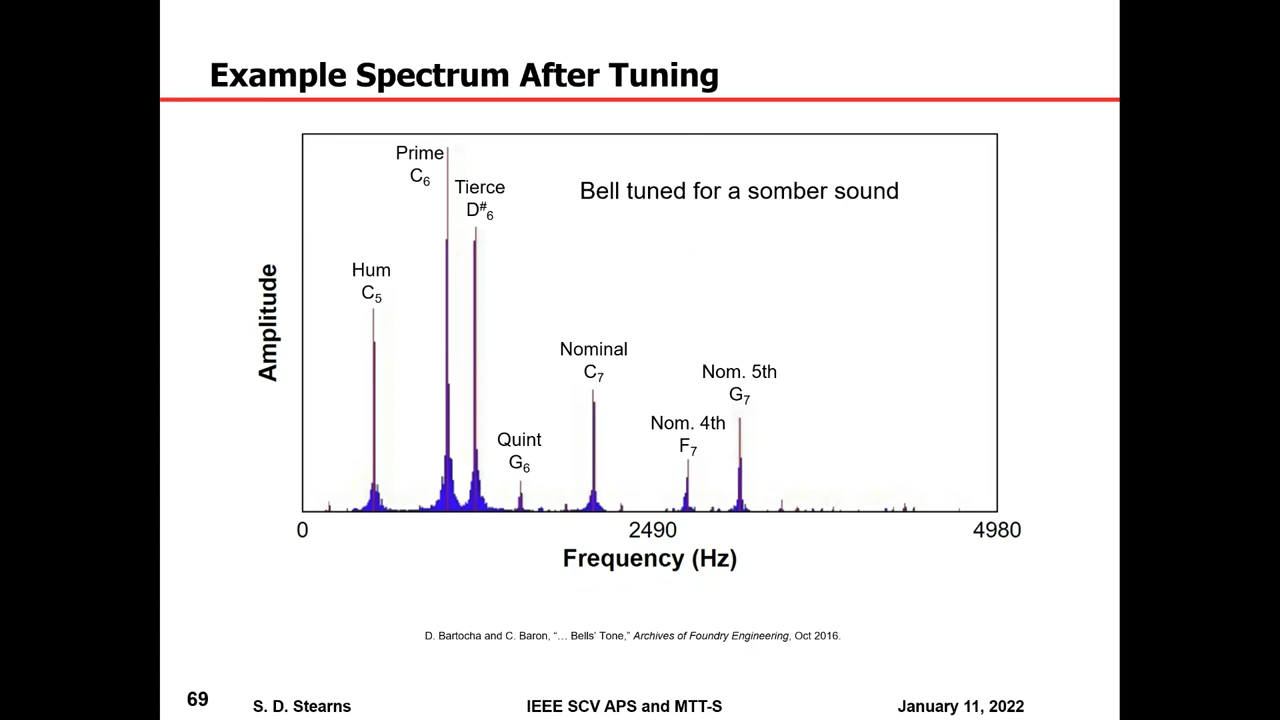 Example Spectrum After Tuning
Prime
C6
Tierce
D#6
Bell tuned for a somber sound
Hum
C5
Nominal
C7
Nom. 5th
G7
Nom. 4th
F7
Quint
G6
Amplitude
0 2490 4980
Frequency (Hz)
D. Bartocha and C. Baron, “… Bells’ Tone,” Archives of Foundry Engineering, Oct 2016.
69 S. D. Stearns IEEE SCV APS and MTT-S January 11, 2022